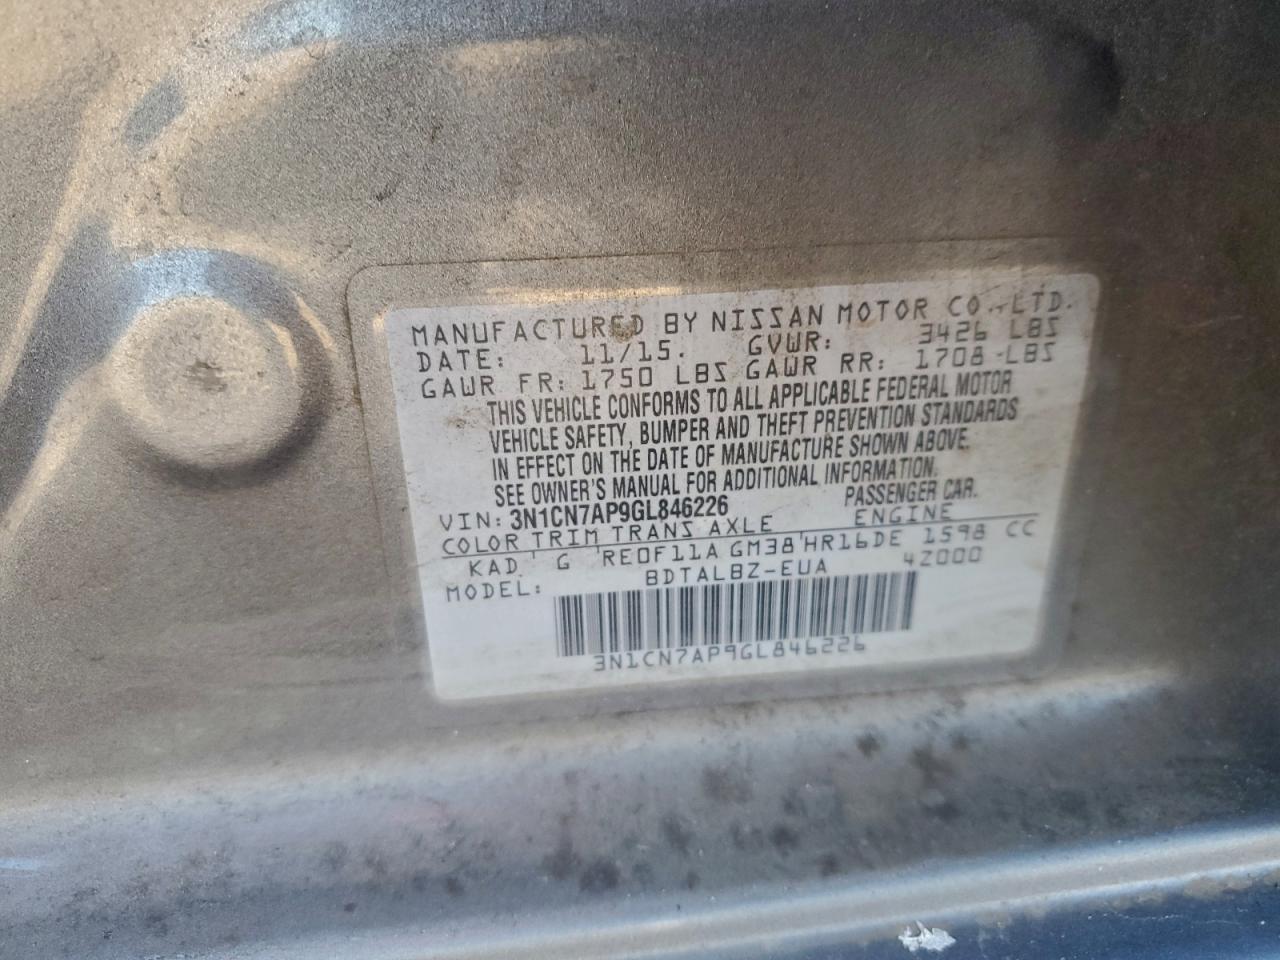 MANUFACTURED BY NISSAN MOTOR CO.,LTD.
DATE: 11/15. GVWR: 3426 LBS
GAWR FR: 1750 LBS GAWR RR: 1708 LBS
THIS VEHICLE CONFORMS TO ALL APPLICABLE FEDERAL MOTOR
VEHICLE SAFETY, BUMPER AND THEFT PREVENTION STANDARDS
IN EFFECT ON THE DATE OF MANUFACTURE SHOWN ABOVE.
SEE OWNER'S MANUAL FOR ADDITIONAL INFORMATION.
VIN: 3N1CN7AP9GL846226 PASSENGER CAR.
COLOR TRIM TRANS AXLE ENGINE
KAD G RE0F11A GM38 HR16DE 1598 CC
MODEL: BDTALBZ-EUA 4Z000
3N1CN7AP9GL846226